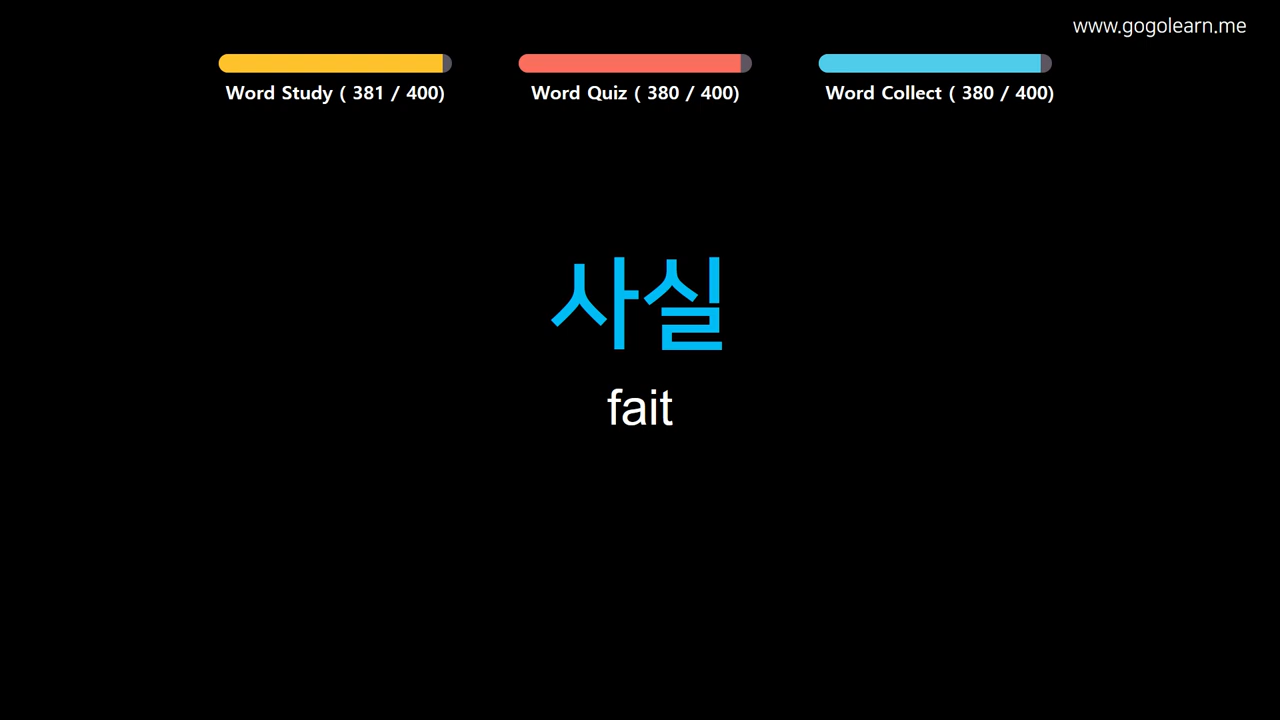 www.gogolearn.me
Word Study ( 381 / 400)
Word Quiz ( 380 / 400)
Word Collect ( 380 / 400)
사실
fait